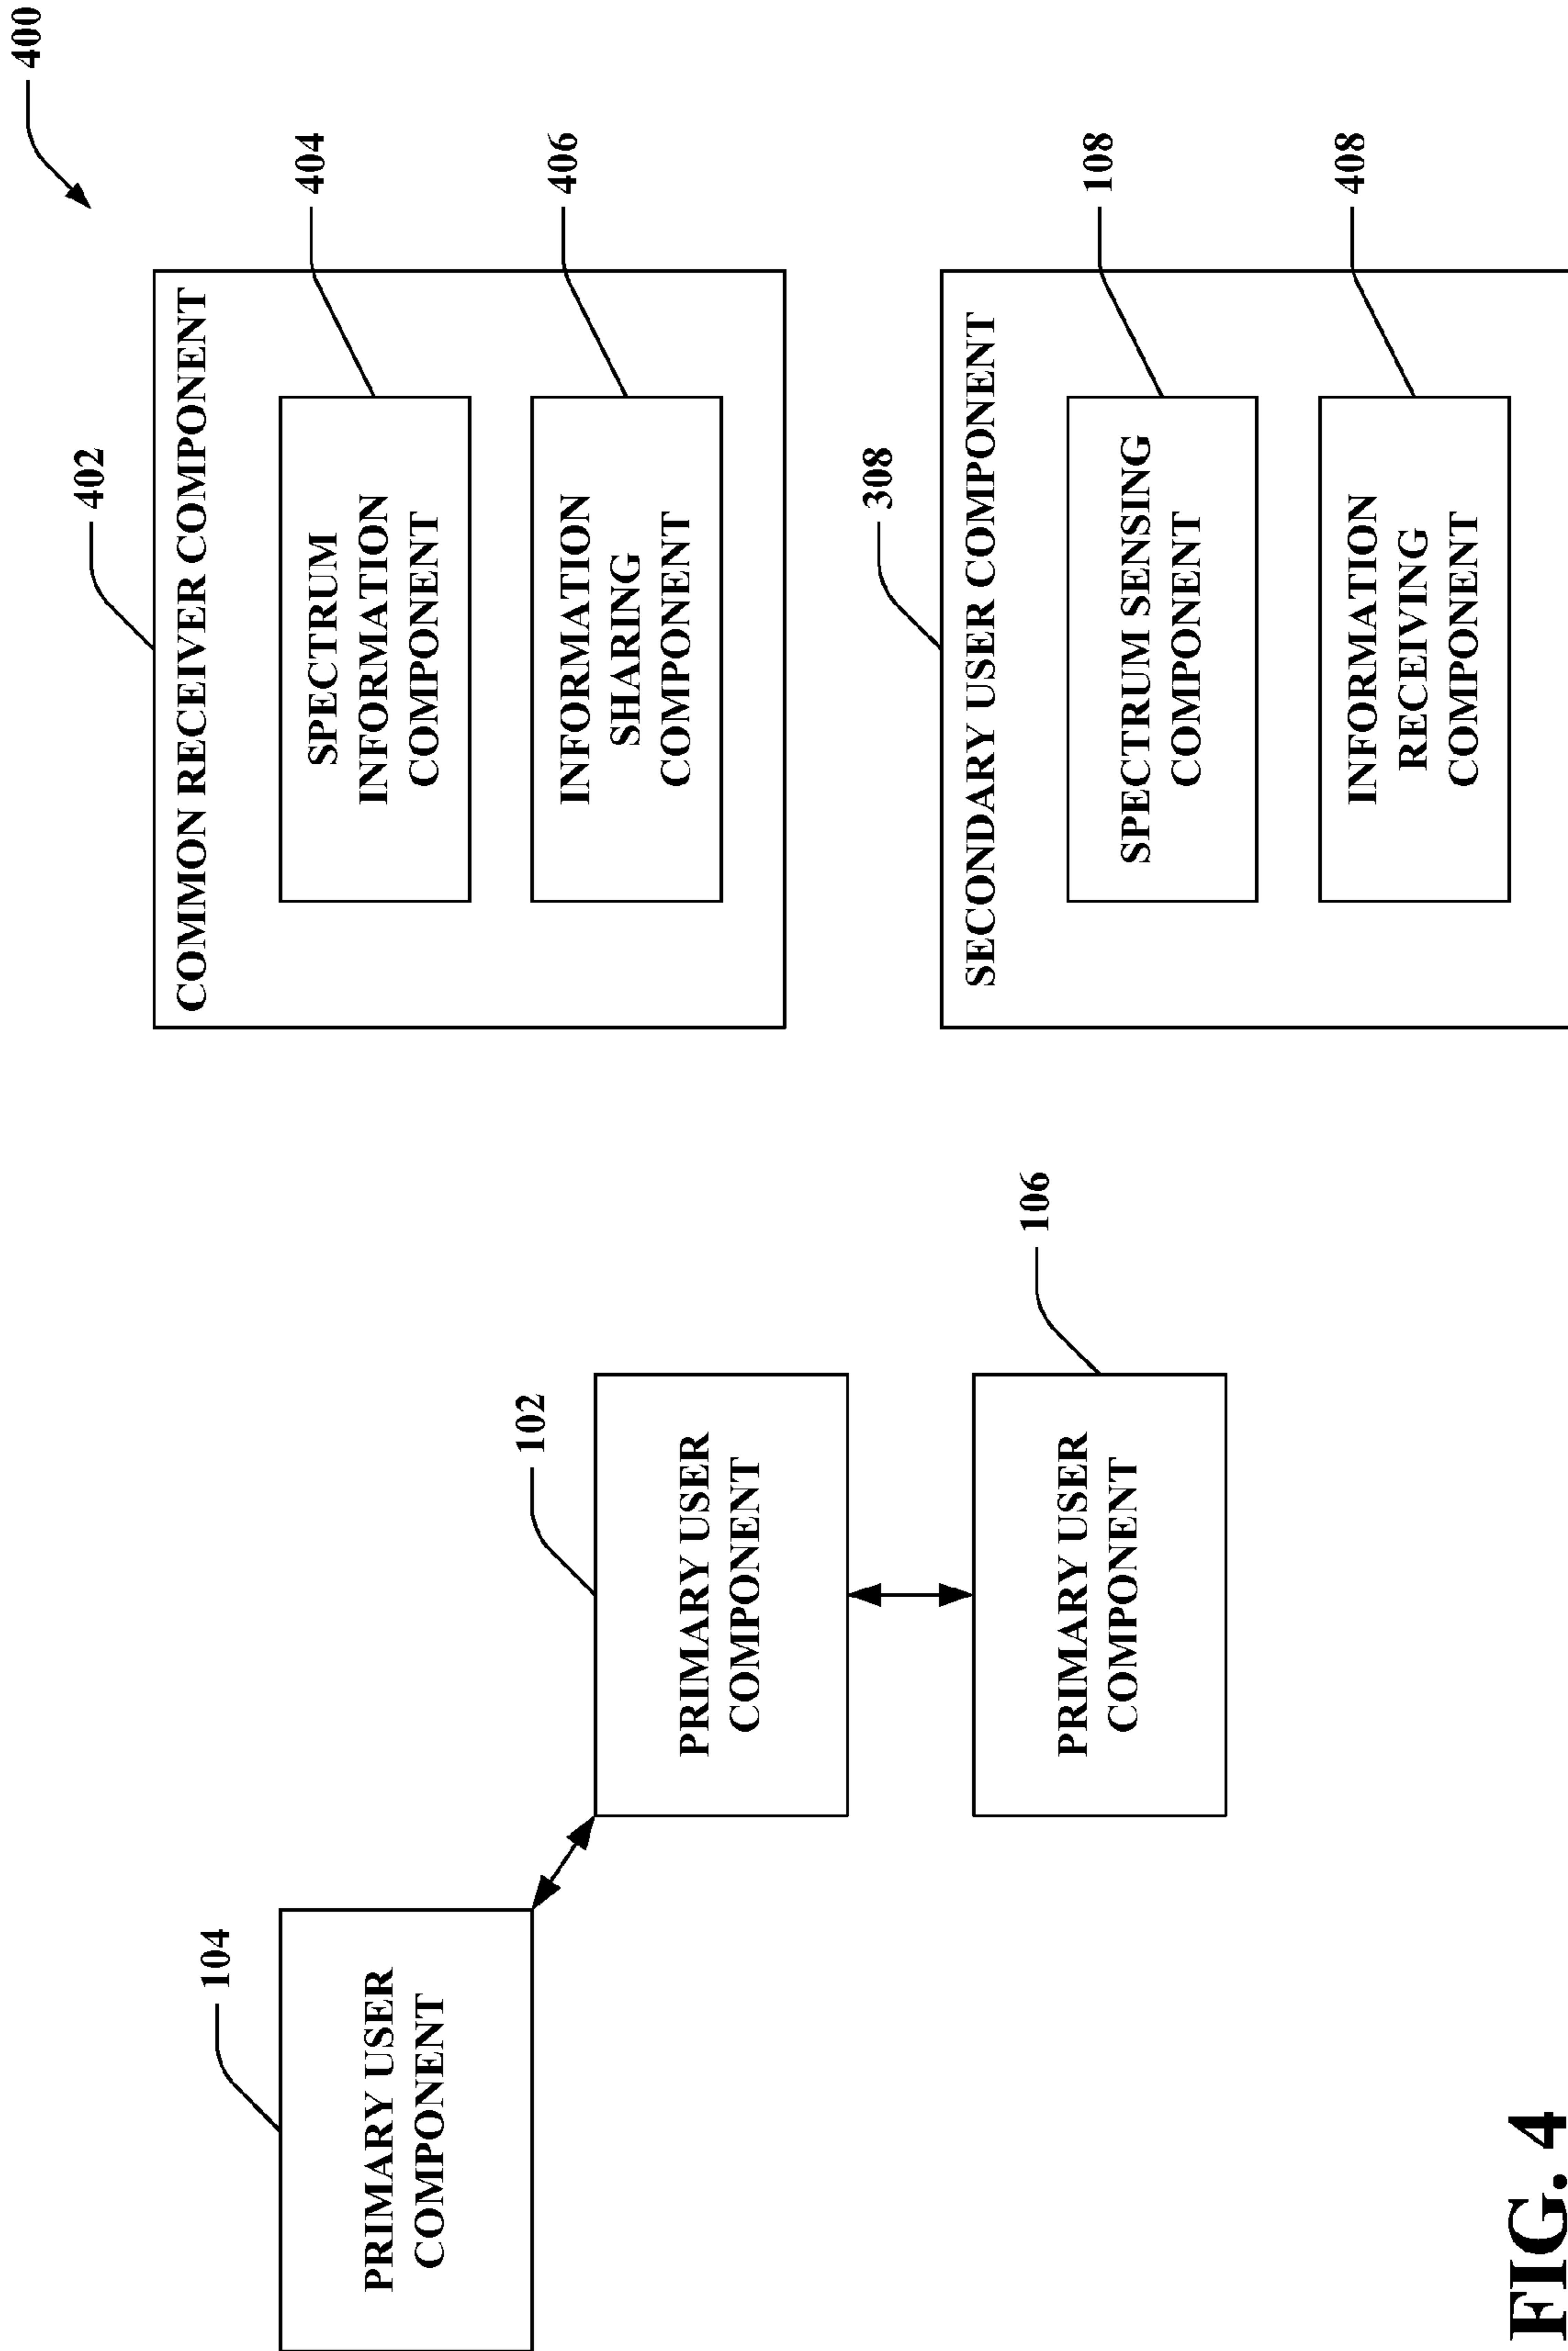 400
402
COMMON RECEIVER COMPONENT
SPECTRUM
INFORMATION
COMPONENT
404
INFORMATION
SHARING
COMPONENT
406
104
PRIMARY USER
COMPONENT
102
PRIMARY USER
COMPONENT
308
SECONDARY USER COMPONENT
SPECTRUM SENSING
COMPONENT
108
INFORMATION
RECEIVING
COMPONENT
408
PRIMARY USER
COMPONENT
106
FIG. 4